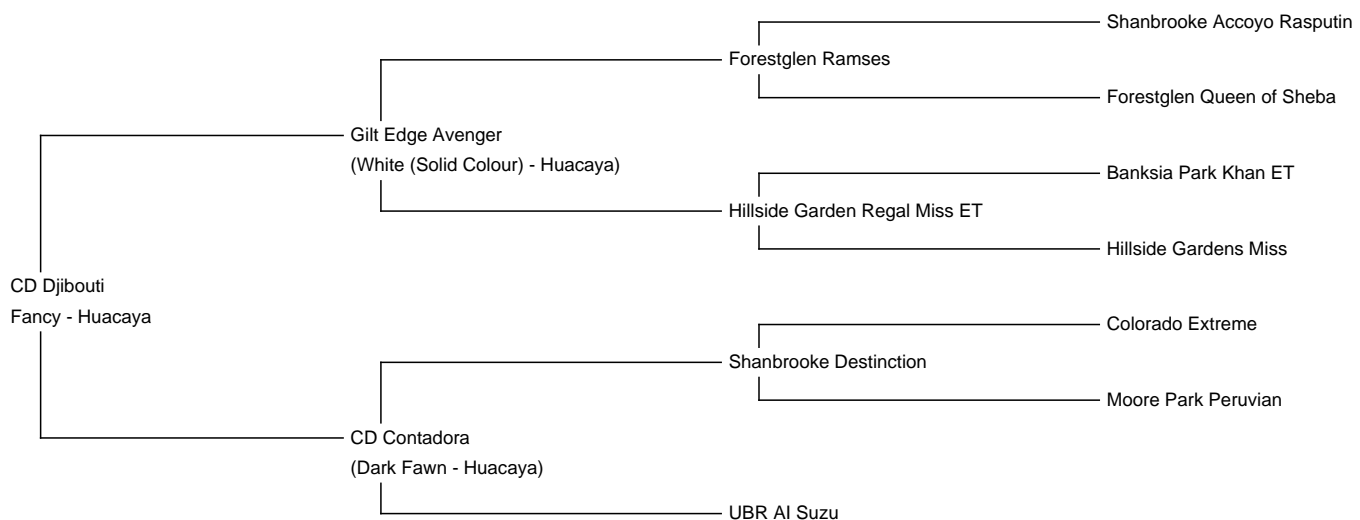 Shanbrooke Accoyo Rasputin
Forestglen Ramses
Forestglen Queen of Sheba
Gilt Edge Avenger
(White (Solid Colour) - Huacaya)
Banksia Park Khan ET
Hillside Garden Regal Miss ET
Hillside Gardens Miss
CD Djibouti
Fancy - Huacaya
Colorado Extreme
Shanbrooke Destinction
Moore Park Peruvian
CD Contadora
(Dark Fawn - Huacaya)
UBR AI Suzu